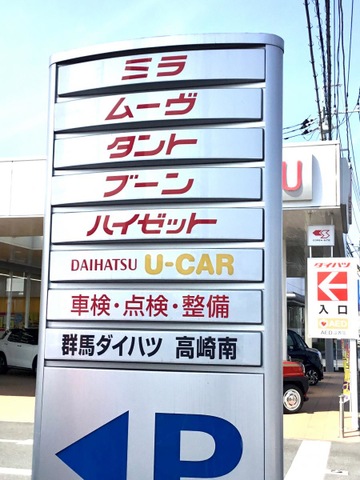 ミラ
ムーヴ
タント
ブーン
ハイゼット
DAIHATSU U-CAR
車検・点検・整備
群馬ダイハツ 高崎南
P
U
ダイハツ
入口